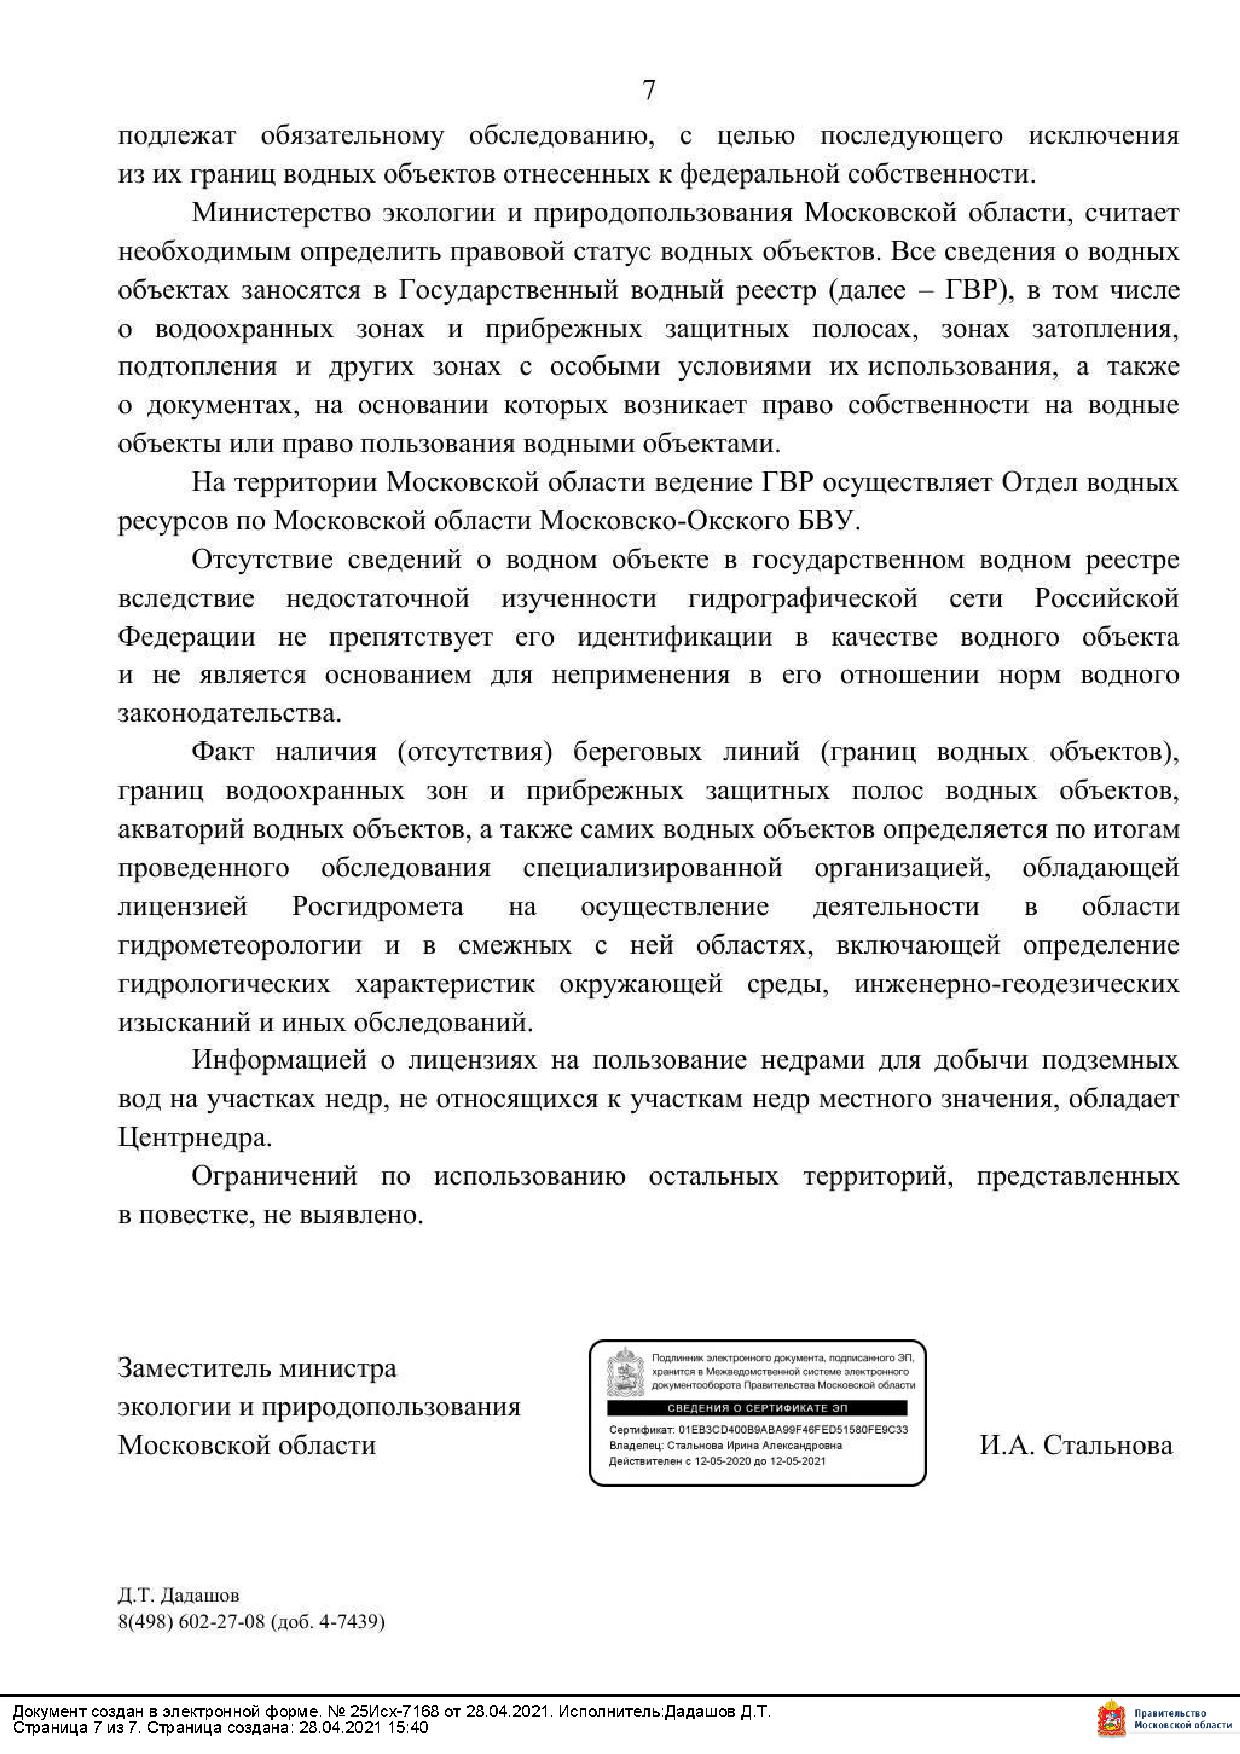 7
подлежат обязательному обследованию, с целью последующего исключения
из их границ водных объектов отнесенных к федеральной собственности.
Министерство экологии и природопользования Московской области, считает
необходимым определить правовой статус водных объектов. Все сведения о водных
объектах заносятся в Государственный водный реестр (далее – ГВР), в том числе
о водоохранных зонах и прибрежных защитных полосах, зонах затопления,
подтопления и других зонах с особыми условиями их использования, а также
о документах, на основании которых возникает право собственности на водные
объекты или право пользования водными объектами.
На территории Московской области ведение ГВР осуществляет Отдел водных
ресурсов по Московской области Московско-Окского БВУ.
Отсутствие сведений о водном объекте в государственном водном реестре
вследствие недостаточной изученности гидрографической сети Российской
Федерации не препятствует его идентификации в качестве водного объекта
и не является основанием для неприменения в его отношении норм водного
законодательства.
Факт наличия (отсутствия) береговых линий (границ водных объектов),
границ водоохранных зон и прибрежных защитных полос водных объектов,
акваторий водных объектов, а также самих водных объектов определяется по итогам
проведенного обследования специализированной организацией, обладающей
лицензией Росгидромета на осуществление деятельности в области
гидрометеорологии и в смежных с ней областях, включающей определение
гидрологических характеристик окружающей среды, инженерно-геодезических
изысканий и иных обследований.
Информацией о лицензиях на пользование недрами для добычи подземных
вод на участках недр, не относящихся к участкам недр местного значения, обладает
Центрнедра.
Ограничений по использованию остальных территорий, представленных
в повестке, не выявлено.
Заместитель министра
экологии и природопользования
Московской области
Подлинник электронного документа, подписанного ЭП,
хранится в Межведомственной системе электронного
документооборота Правительства Московской области
СВЕДЕНИЯ О СЕРТИФИКАТЕ ЭП
Сертификат: 01EB3CD400B9ABA99F46FED51580FE9C33
Владелец: Стальнова Ирина Александровна
Действителен с 12-05-2020 до 12-05-2021
И.А. Стальнова
Д.Т. Дадашов
8(498) 602-27-08 (доб. 4-7439)
Документ создан в электронной форме. № 25Исх-7168 от 28.04.2021. Исполнитель:Дадашов Д.Т.
Страница 7 из 7. Страница создана: 28.04.2021 15:40
Правительство
Московской области